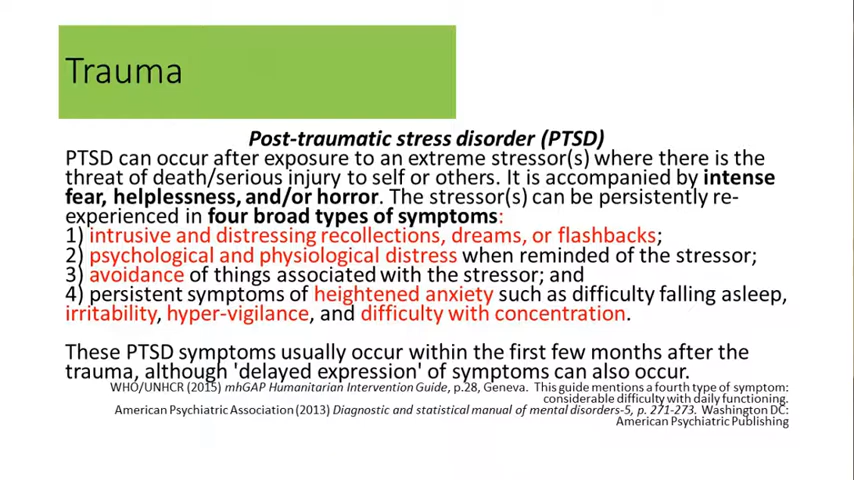 Trauma
Post-traumatic stress disorder (PTSD)
PTSD can occur after exposure to an extreme stressor(s) where there is the
threat of death/serious injury to self or others. It is accompanied by intense
fear, helplessness, and/or horror. The stressor(s) can be persistently re-
experienced in four broad types of symptoms:
1) intrusive and distressing recollections, dreams, or flashbacks;
2) psychological and physiological distress when reminded of the stressor;
3) avoidance of things associated with the stressor; and
4) persistent symptoms of heightened anxiety such as difficulty falling asleep,
irritability, hyper-vigilance, and difficulty with concentration.
These PTSD symptoms usually occur within the first few months after the
trauma, although 'delayed expression' of symptoms can also occur.
WHO/UNHCR (2015) mhGAP Humanitarian Intervention Guide, p.28, Geneva. This guide mentions a fourth type of symptom:
considerable difficulty with daily functioning.
American Psychiatric Association (2013) Diagnostic and statistical manual of mental disorders-5, p. 271-273. Washington DC:
American Psychiatric Publishing